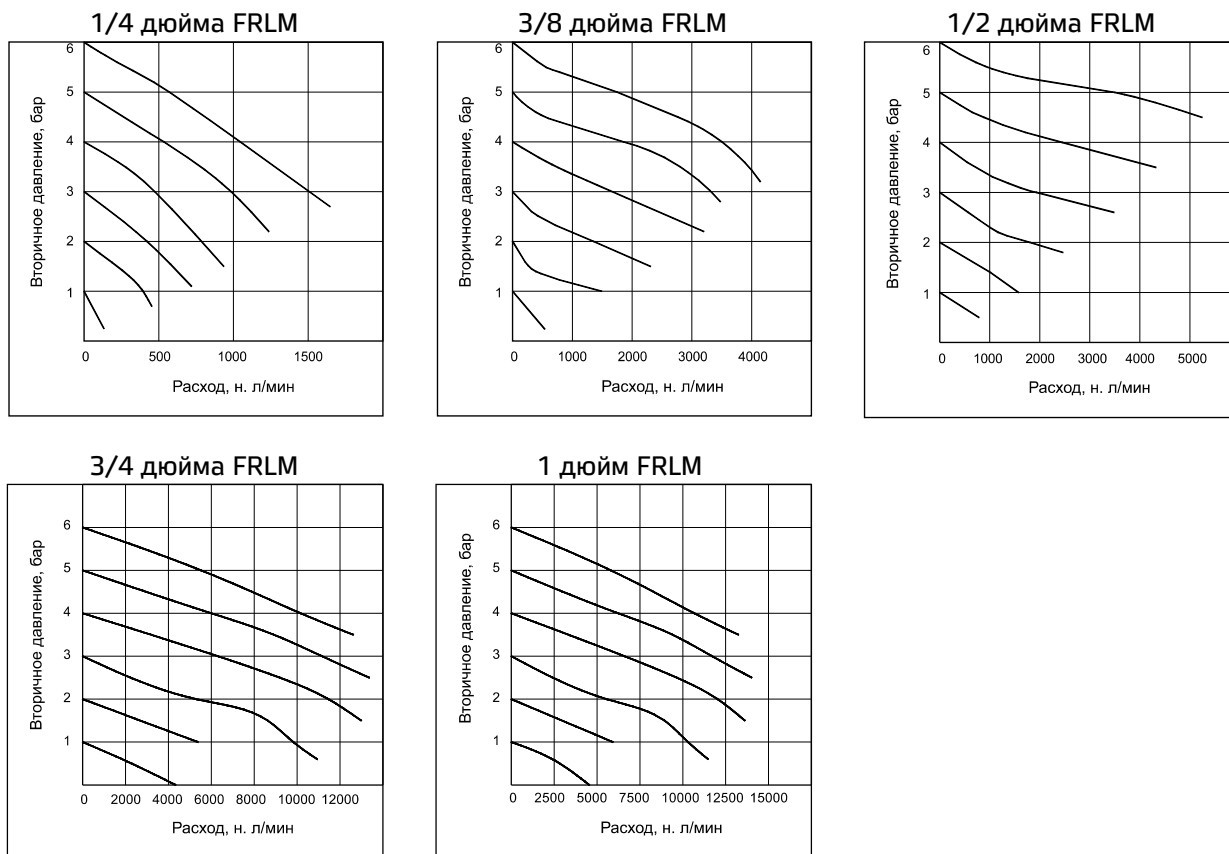 1/4 дюйма FRLM
6
5
4
3
2
1
Вторичное давление, бар
0 500 1000 1500
Расход, н. л/мин
3/8 дюйма FRLM
6
5
4
3
2
1
Вторичное давление, бар
0 1000 2000 3000 4000
Расход, н. л/мин
1/2 дюйма FRLM
6
5
4
3
2
1
Вторичное давление, бар
0 1000 2000 3000 4000 5000
Расход, н. л/мин
3/4 дюйма FRLM
6
5
4
3
2
1
Вторичное давление, бар
0 2000 4000 6000 8000 10000 12000
Расход, н. л/мин
1 дюйм FRLM
6
5
4
3
2
1
Вторичное давление, бар
0 2500 5000 7500 10000 12500 15000
Расход, н. л/мин